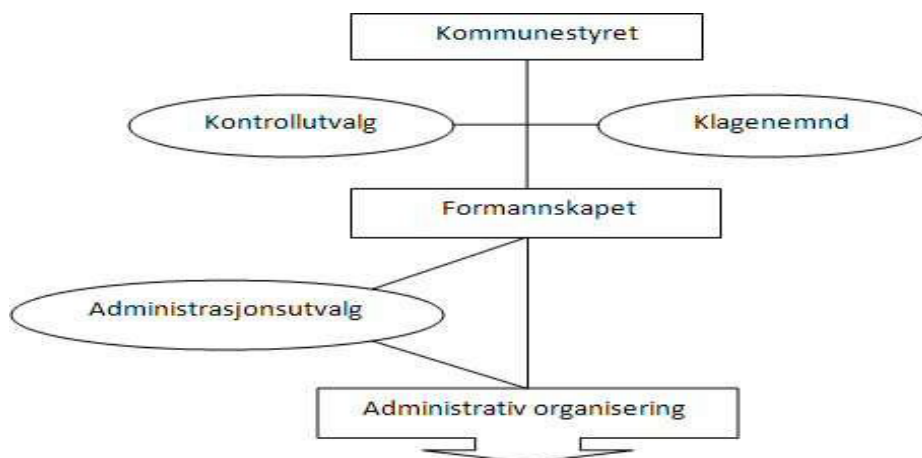 Kommunestyret
Kontrollutvalg
Klagenemnd
Formannskapet
Administrasjonsutvalg
Administrativ organisering